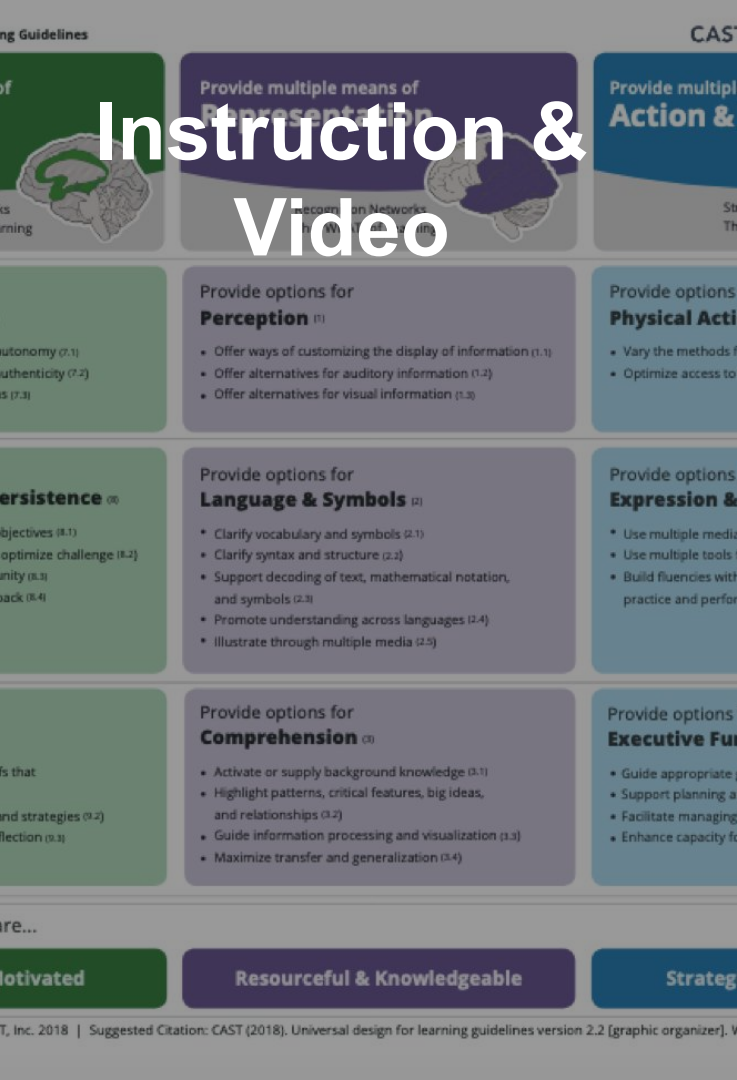 ng Guidelines
CAST
of
Provide multiple means of
Representation
Provide multipl
Action &
Instruction &
Video
ks
rning
Recognition Networks
The "WHAT" of Learning
St
Th
Provide options for
Perception (1)
Offer ways of customizing the display of information (1.1)
Offer alternatives for auditory information (1.2)
Offer alternatives for visual information (1.3)
utonomy (7.1)
uthenticity (7.2)
s (7.3)
Provide options
Physical Acti
Vary the methods f
Optimize access to
ersistence (8)
bjectives (8.1)
optimize challenge (8.2)
unity (8.3)
back (8.4)
Provide options for
Language & Symbols (2)
Clarify vocabulary and symbols (2.1)
Clarify syntax and structure (2.2)
Support decoding of text, mathematical notation,
and symbols (2.3)
Promote understanding across languages (2.4)
Illustrate through multiple media (2.5)
Provide options
Expression &
Use multiple media
Use multiple tools
Build fluencies with
practice and perfor
fs that
nd strategies (9.2)
flection (9.3)
Provide options for
Comprehension (3)
Activate or supply background knowledge (3.1)
Highlight patterns, critical features, big ideas,
and relationships (3.2)
Guide information processing and visualization (3.3)
Maximize transfer and generalization (3.4)
Provide options
Executive Fu
Guide appropriate
Support planning a
Facilitate managing
Enhance capacity fo
are...
Motivated
Resourceful & Knowledgeable
Strateg
T, Inc. 2018 | Suggested Citation: CAST (2018). Universal design for learning guidelines version 2.2 [graphic organizer]. W